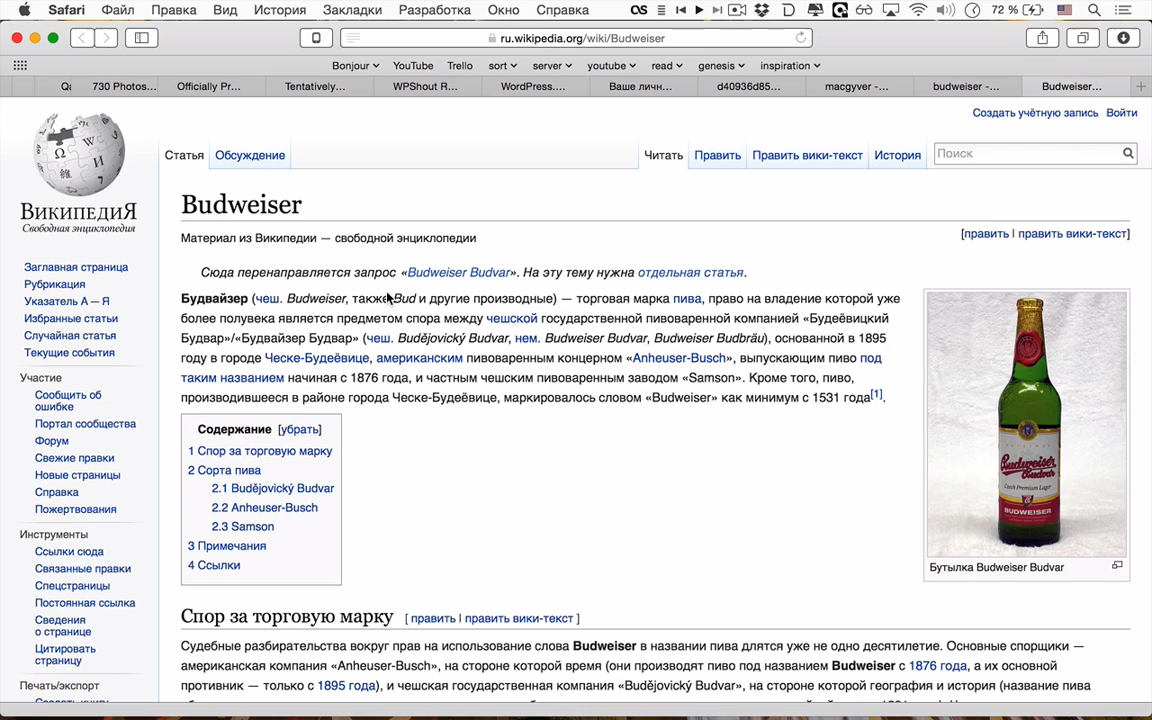 Safari Файл Правка Вид История Закладки Разработка Окно Справка 72 %
ru.wikipedia.org/wiki/Budweiser
Bonjour YouTube Trello sort server youtube read genesis inspiration
730 Photos... Officially Pr... Tentatively... WPShout R... WordPress.... Ваше личн... d40936d85... macgyver -... budweiser -... Budweiser...
Создать учётную запись Войти
Статья Обсуждение Читать Править Править вики-текст История Поиск
ВИКИПЕДИЯ
Свободная энциклопедия
Заглавная страница
Рубрикация
Указатель А — Я
Избранные статьи
Случайная статья
Текущие события
Участие
Сообщить об
ошибке
Портал сообщества
Форум
Свежие правки
Новые страницы
Справка
Пожертвования
Инструменты
Ссылки сюда
Связанные правки
Спецстраницы
Постоянная ссылка
Сведения
о странице
Цитировать
страницу
Печать/экспорт
Budweiser
Материал из Википедии — свободной энциклопедии
[править | править вики-текст]
Сюда перенаправляется запрос «Budweiser Budvar». На эту тему нужна отдельная статья.
Будвайзер (чеш. Budweiser, также Bud и другие производные) — торговая марка пива, право на владение которой уже
более полувека является предметом спора между чешской государственной пивоваренной компанией «Будеёвицкий
Будвар»/«Будвайзер Будвар» (чеш. Budějovický Budvar, нем. Budweiser Budvar, Budweiser Budbräu), основанной в 1895
году в городе Ческе-Будеёвице, американским пивоваренным концерном «Anheuser-Busch», выпускающим пиво под
таким названием начиная с 1876 года, и частным чешским пивоваренным заводом «Samson». Кроме того, пиво,
производившееся в районе города Ческе-Будеёвице, маркировалось словом «Budweiser» как минимум с 1531 года[1].
Содержание [убрать]
1 Спор за торговую марку
2 Сорта пива
2.1 Budějovický Budvar
2.2 Anheuser-Busch
2.3 Samson
3 Примечания
4 Ссылки
Budweiser
Budvar
Czech Premium Lager
BUDWEISER
Бутылка Budweiser Budvar
Спор за торговую марку [ править | править вики-текст ]
Судебные разбирательства вокруг прав на использование слова Budweiser в названии пива длятся уже не одно десятилетие. Основные спорщики —
американская компания «Anheuser-Busch», на стороне которой время (они производят пиво под названием Budweiser с 1876 года, а их основной
противник — только с 1895 года), и чешская государственная компания «Budějovický Budvar», на стороне которой география и история (название пива